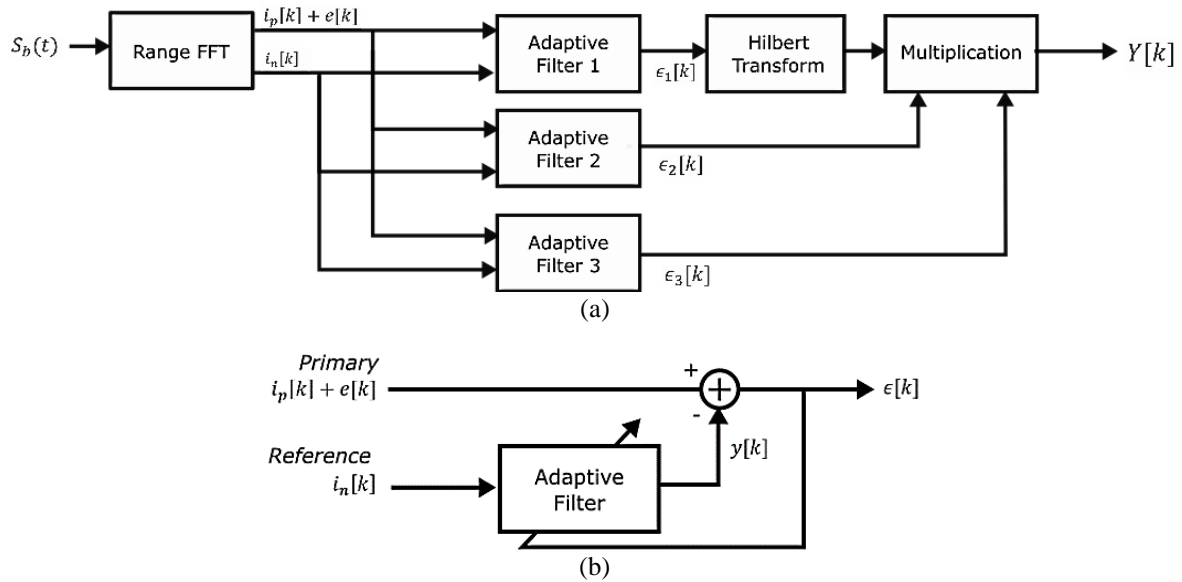 S_b(t)
Range FFT
i_p[k] + e[k]
i_n[k]
Adaptive
Filter 1
ϵ_1[k]
Hilbert
Transform
Multiplication
Y[k]
Adaptive
Filter 2
ϵ_2[k]
Adaptive
Filter 3
ϵ_3[k]
(a)
Primary
i_p[k] + e[k]
+
+
-
ϵ[k]
Reference
i_n[k]
Adaptive
Filter
y[k]
(b)